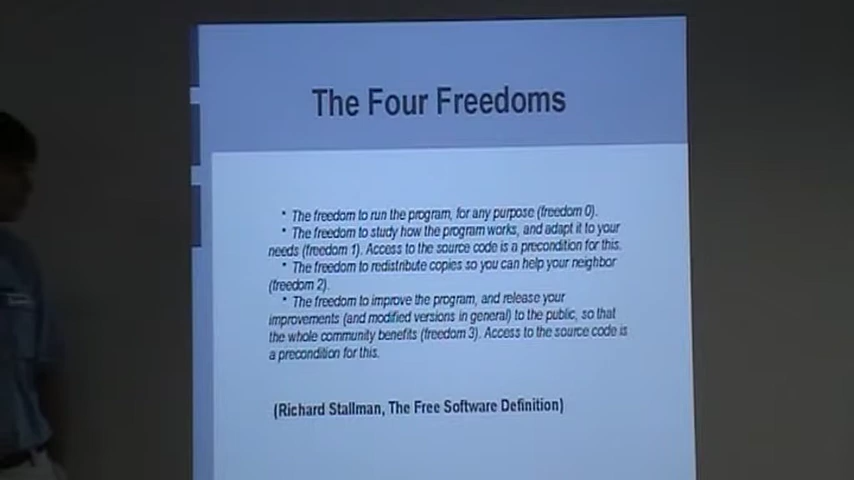 The Four Freedoms
• The freedom to run the program, for any purpose (freedom 0).
• The freedom to study how the program works, and adapt it to your
needs (freedom 1). Access to the source code is a precondition for this.
• The freedom to redistribute copies so you can help your neighbor
(freedom 2).
• The freedom to improve the program, and release your
improvements (and modified versions in general) to the public, so that
the whole community benefits (freedom 3). Access to the source code is
a precondition for this.
(Richard Stallman, The Free Software Definition)